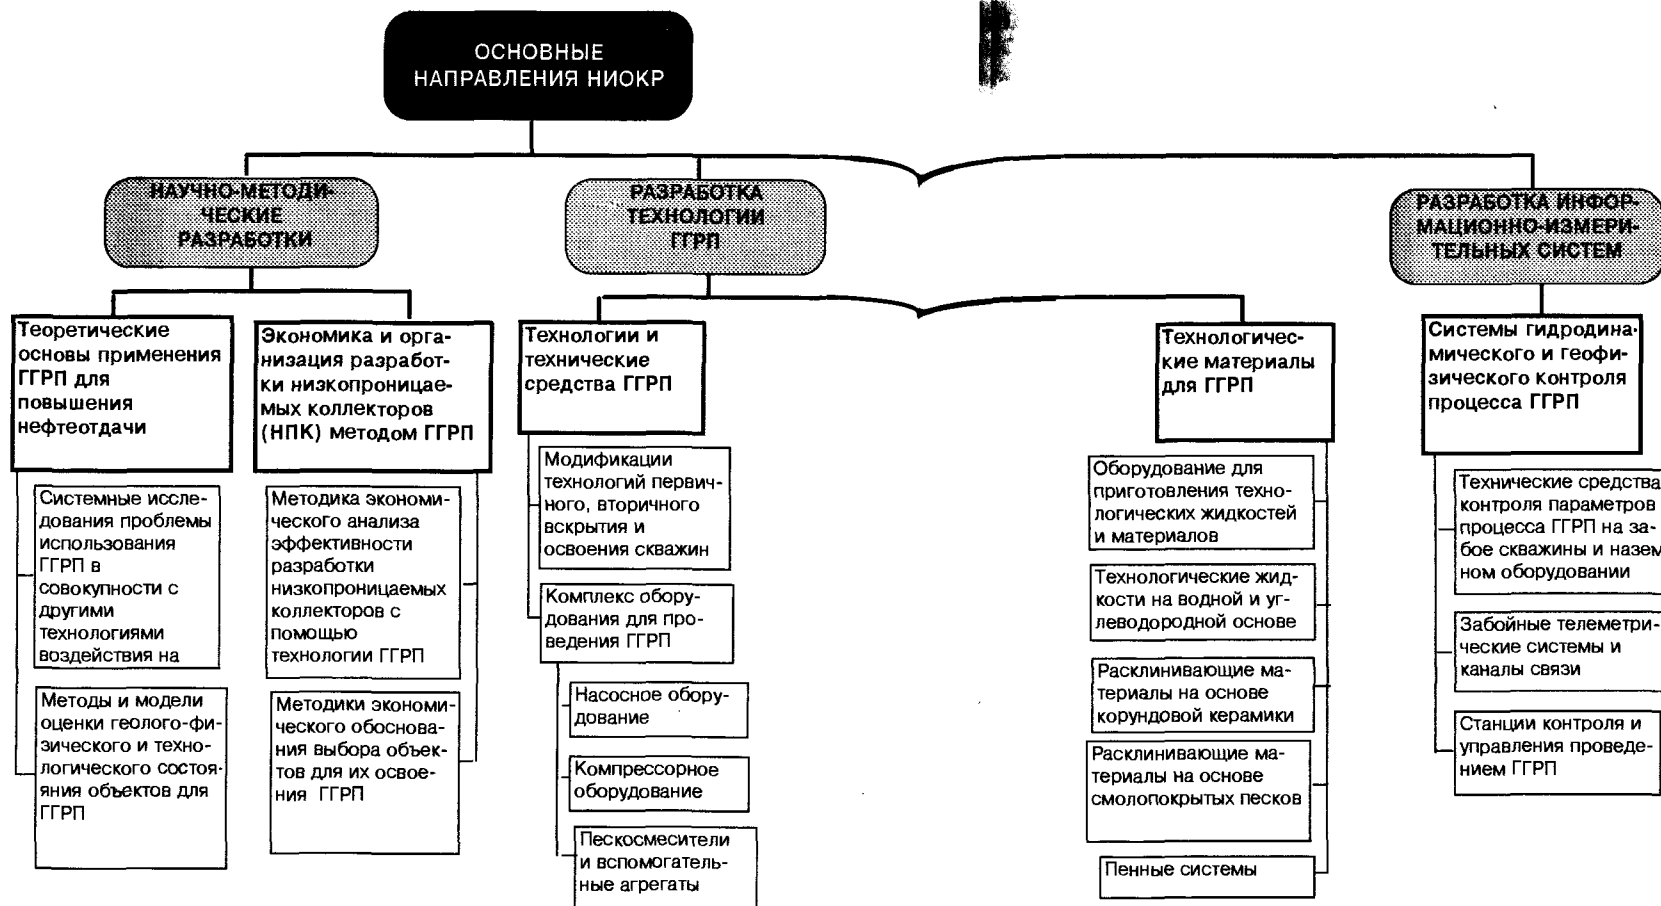 ОСНОВНЫЕ
НАПРАВЛЕНИЯ НИОКР
НАУЧНО-МЕТОДИ-
ЧЕСКИЕ
РАЗРАБОТКИ
РАЗРАБОТКА
ТЕХНОЛОГИИ
ГГРП
РАЗРАБОТКА ИНФОР-
МАЦИОННО-ИЗМЕРИ-
ТЕЛЬНЫХ СИСТЕМ
Теоретические
основы применения
ГГРП для
повышения
нефтеотдачи
Экономика и орга-
низация разработ-
ки низкопроницае-
мых коллекторов
(НПК) методом ГГРП
Технологии и
технические
средства ГГРП
Технологичес-
кие материалы
для ГГРП
Системы гидродина-
мического и геофи-
зического контроля
процесса ГГРП
Системные иссле-
дования проблемы
использования
ГГРП в
совокупности с
другими
технологиями
воздействия на
Методы и модели
оценки геолого-фи-
зического и техно-
логического состо-
яния объектов для
ГГРП
Методика экономи-
ческого анализа
эффективности
разработки
низкопроницаемых
коллекторов с
помощью
технологии ГГРП
Методики экономи-
ческого обоснова-
ния выбора объек-
тов для их освое-
ния ГГРП
Модификации
технологий первич-
ного, вторичного
вскрытия и
освоения скважин
Комплекс обору-
дования для про-
ведения ГГРП
Насосное обору-
дование
Компрессорное
оборудование
Пескосмесители
и вспомогатель-
ные агрегаты
Оборудование для
приготовления техно-
логических жидкостей
и материалов
Технологические жид-
кости на водной и уг-
леводородной основе
Расклинивающие ма-
териалы на основе
корундовой керамики
Расклинивающие ма-
териалы на основе
смолопокрытых песков
Пенные системы
Технические средства
контроля параметров
процесса ГГРП на за-
бое скважины и назем
ном оборудовании
Забойные телеметри-
ческие системы и
каналы связи
Станции контроля и
управления проведе-
нием ГГРП